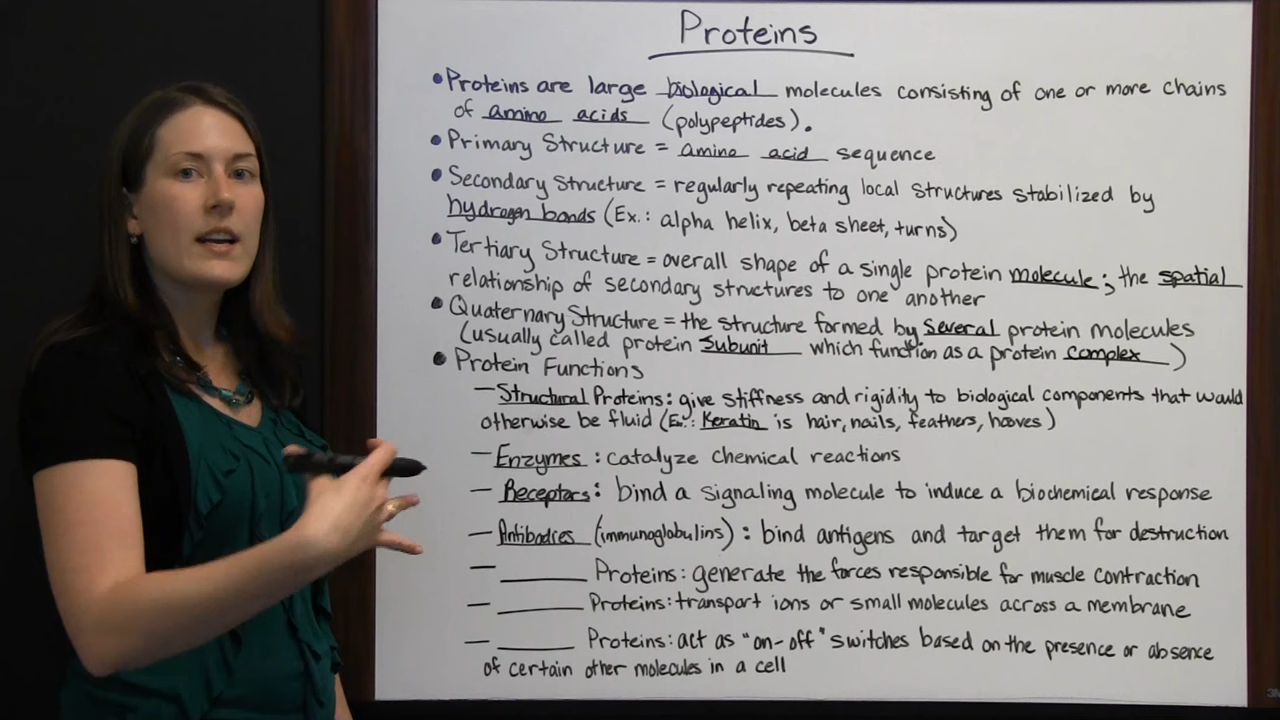 Proteins
•Proteins are large biological molecules consisting of one or more chains
of amino acids (polypeptides).
•Primary Structure = amino acid sequence
•Secondary Structure = regularly repeating local structures stabilized by
hydrogen bonds (Ex.: alpha helix, beta sheet, turns)
•Tertiary Structure = overall shape of a single protein molecule; the spatial
relationship of secondary structures to one another
•Quaternary Structure = the structure formed by several protein molecules
(usually called protein subunit which function as a protein complex)
•Protein Functions
- Structural Proteins: give stiffness and rigidity to biological components that would
otherwise be fluid (Ex.: Keratin is hair, nails, feathers, hooves)
- Enzymes: catalyze chemical reactions
- Receptors: bind a signaling molecule to induce a biochemical response
- Antibodies (immunoglobulins): bind antigens and target them for destruction
- ______ Proteins: generate the forces responsible for muscle contraction
- ______ Proteins: transport ions or small molecules across a membrane
- ______ Proteins: act as "on-off" switches based on the presence or absence
of certain other molecules in a cell
3M